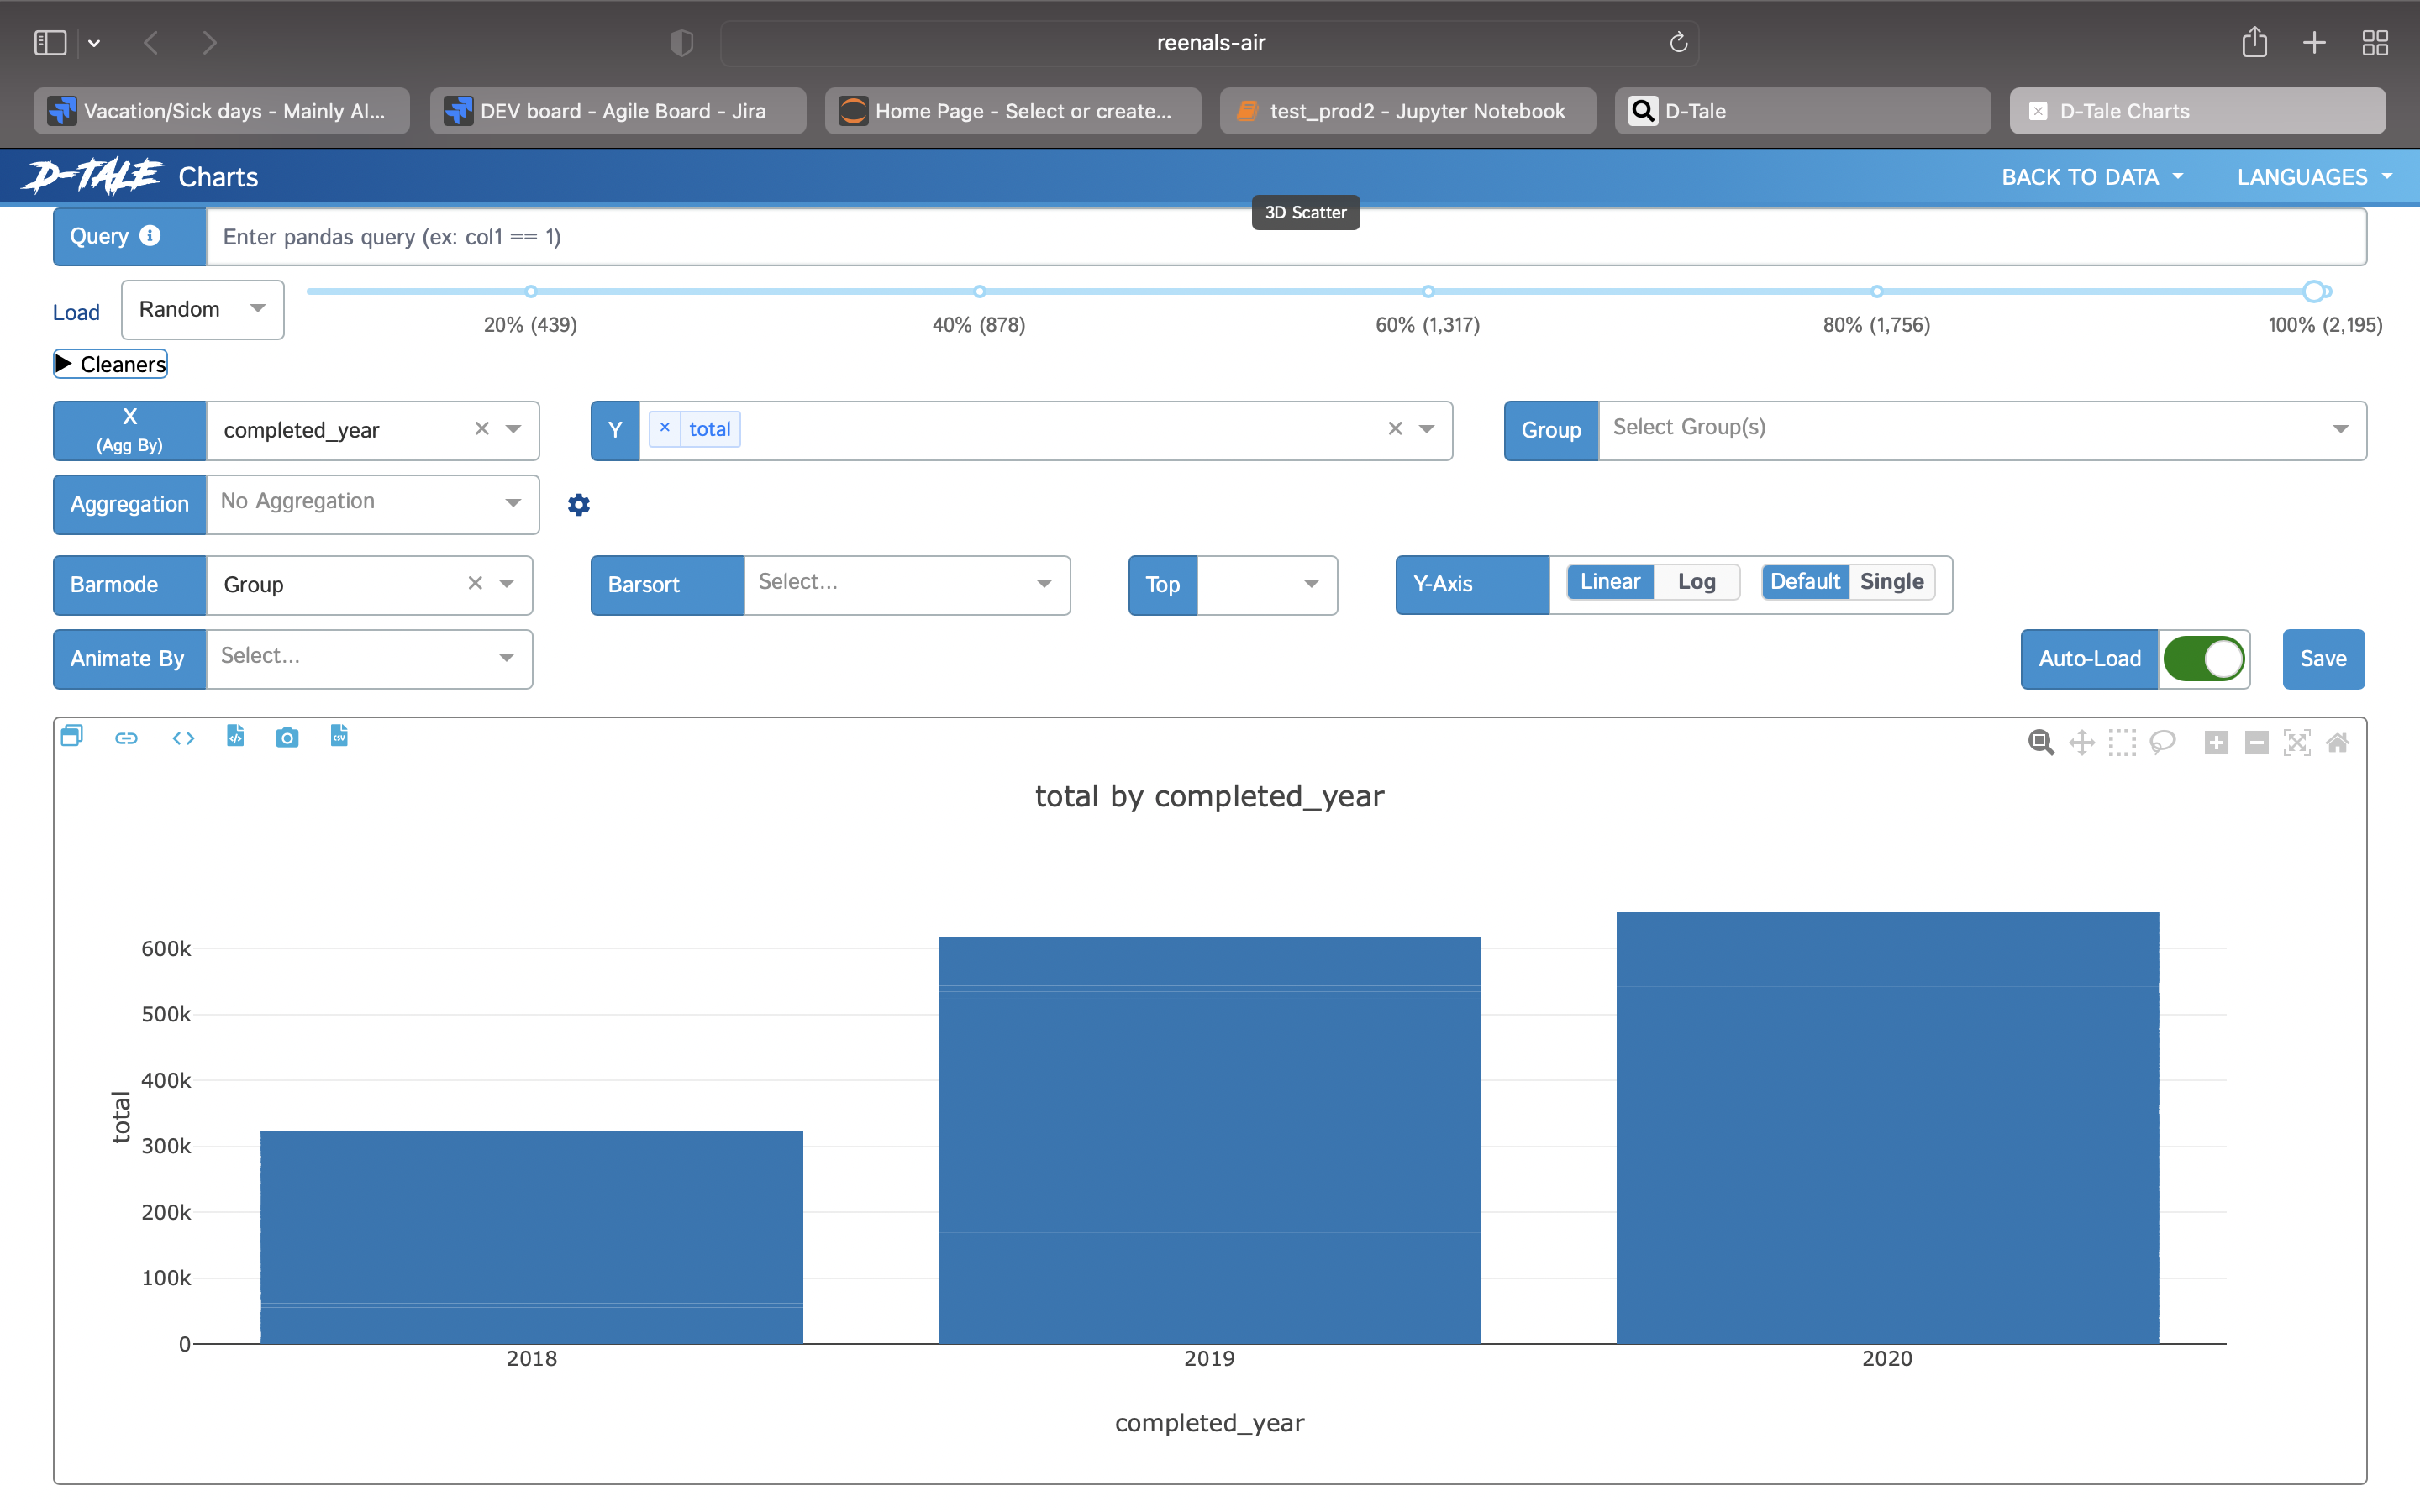 reenals-air
Vacation/Sick days - Mainly AI...
DEV board - Agile Board - Jira
Home Page - Select or create...
test_prod2 - Jupyter Notebook
D-Tale
D-Tale Charts
D-TALE Charts
BACK TO DATA
LANGUAGES
3D Scatter
Query
Enter pandas query (ex: col1 == 1)
Load
Random
20% (439)
40% (878)
60% (1,317)
80% (1,756)
100% (2,195)
Cleaners
X
(Agg By)
completed_year
Y
× total
Group
Select Group(s)
Aggregation
No Aggregation
Barmode
Group
Barsort
Select...
Top
Y-Axis
Linear
Log
Default
Single
Animate By
Select...
Auto-Load
Save
CSV
total by completed_year
600k
500k
400k
300k
200k
100k
0
total
2018
2019
2020
completed_year